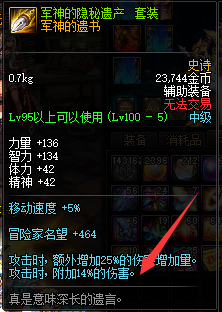 军神的隐秘遗产 套装
军神的遗书
史诗
0.7kg 23,744金币
辅助装备
无法交易
Lv95以上可以使用 (Lv100 - 5) 中级
力量 +136
智力 +134
体力 +42
精神 +42
装备 消耗品
移动速度 +5%
冒险家名望 +464
攻击时，额外增加25%的伤害增加量。
攻击时，附加14%的伤害。
真是意味深长的遗言。